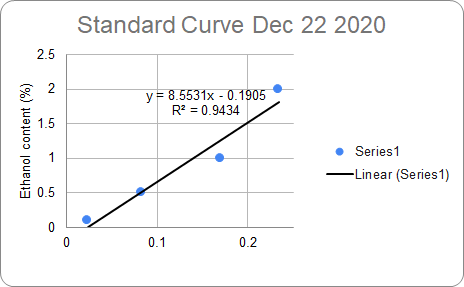 Standard Curve Dec 22 2020
2.5
2
1.5
1
0.5
0
Ethanol content (%)
y = 8.5531x - 0.1905
R² = 0.9434
0
0.1
0.2
Series1
Linear (Series1)